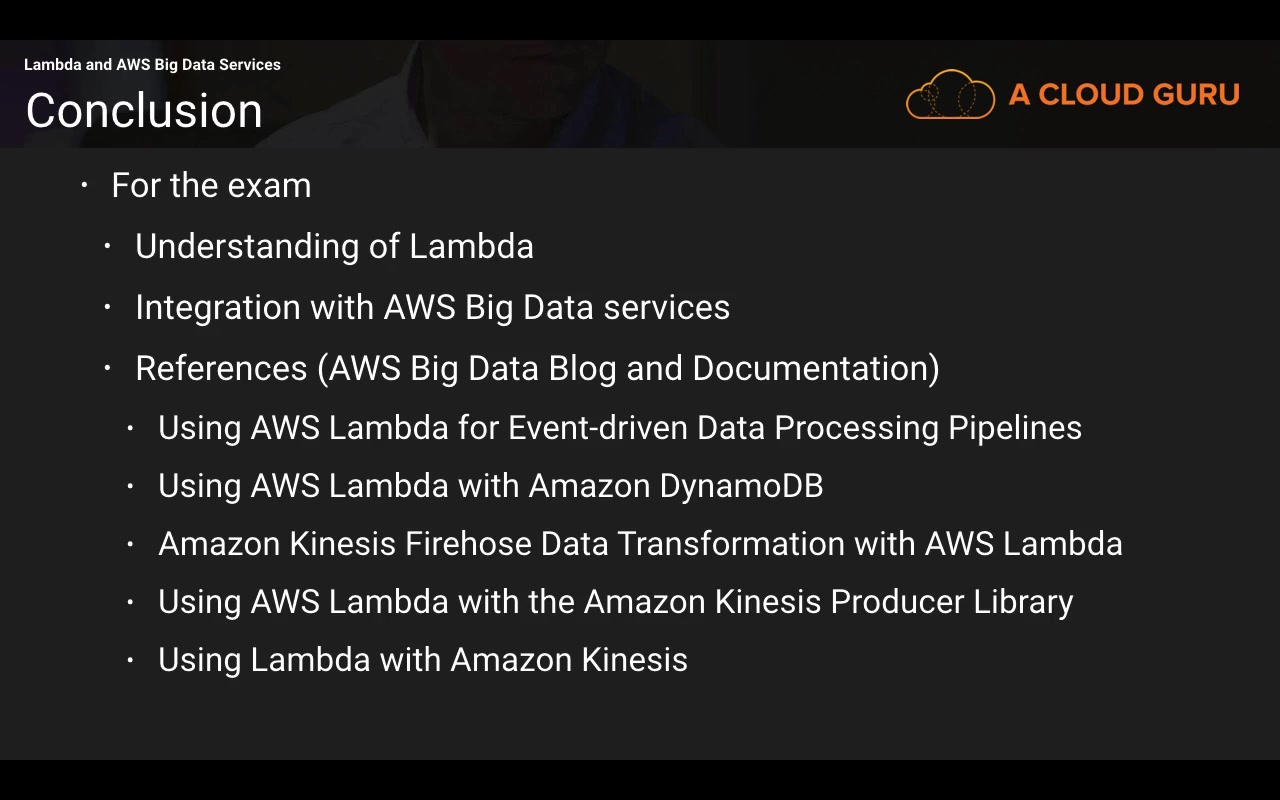 Lambda and AWS Big Data Services
Conclusion
A CLOUD GURU
· For the exam
· Understanding of Lambda
· Integration with AWS Big Data services
· References (AWS Big Data Blog and Documentation)
· Using AWS Lambda for Event-driven Data Processing Pipelines
· Using AWS Lambda with Amazon DynamoDB
· Amazon Kinesis Firehose Data Transformation with AWS Lambda
· Using AWS Lambda with the Amazon Kinesis Producer Library
· Using Lambda with Amazon Kinesis